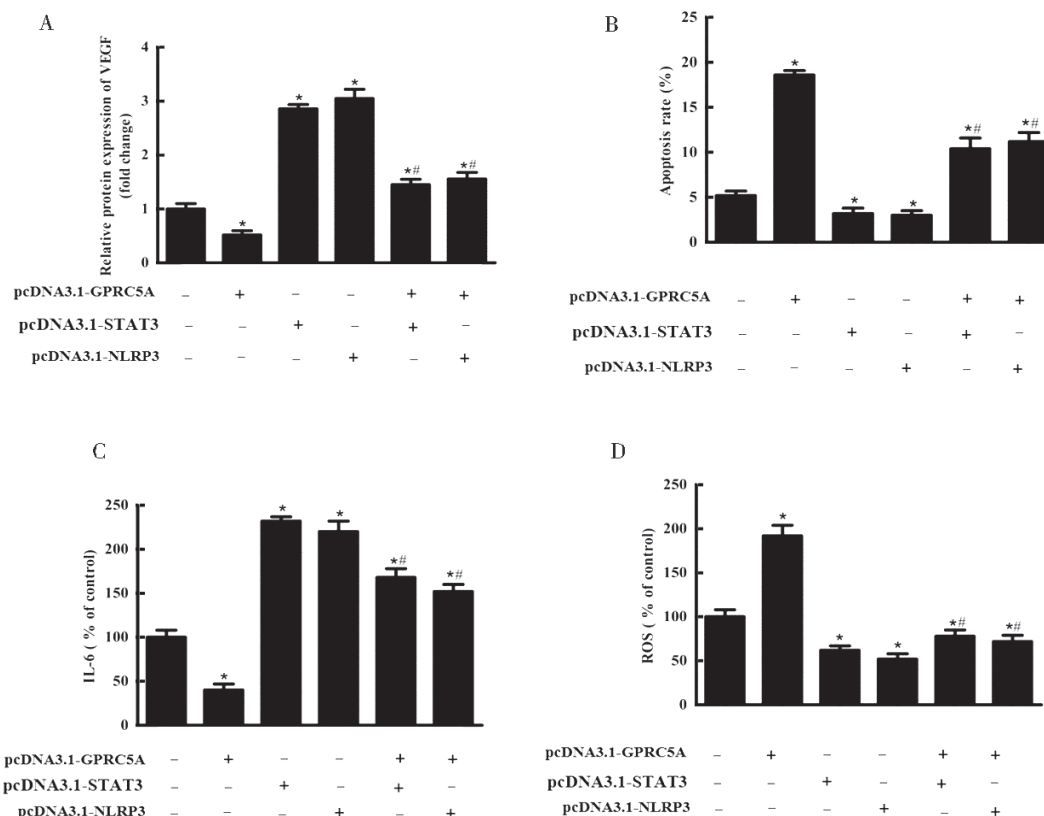 A
Relative protein expression of VEGF
(fold change)
4
3
2
1
0
*
*
*
*#
*#
pcDNA3.1-GPRC5A – + – – + +
pcDNA3.1-STAT3 – – + – + –
pcDNA3.1-NLRP3 – – – + – +
B
Apoptosis rate (%)
25
20
15
10
5
0
*
*
*
*#
*#
pcDNA3.1-GPRC5A – + – – + +
pcDNA3.1-STAT3 – – + – + –
pcDNA3.1-NLRP3 – – – + – +
C
IL-6 ( % of control)
250
200
150
100
50
0
*
*
*
*#
*#
pcDNA3.1-GPRC5A – + – – + +
pcDNA3.1-STAT3 – – + – + –
pcDNA3.1-NLRP3 – – – + – +
D
ROS ( % of control)
250
200
150
100
50
0
*
*
*
*#
*#
pcDNA3.1-GPRC5A – + – – + +
pcDNA3.1-STAT3 – – + – + –
pcDNA3.1-NLRP3 – – – + – +